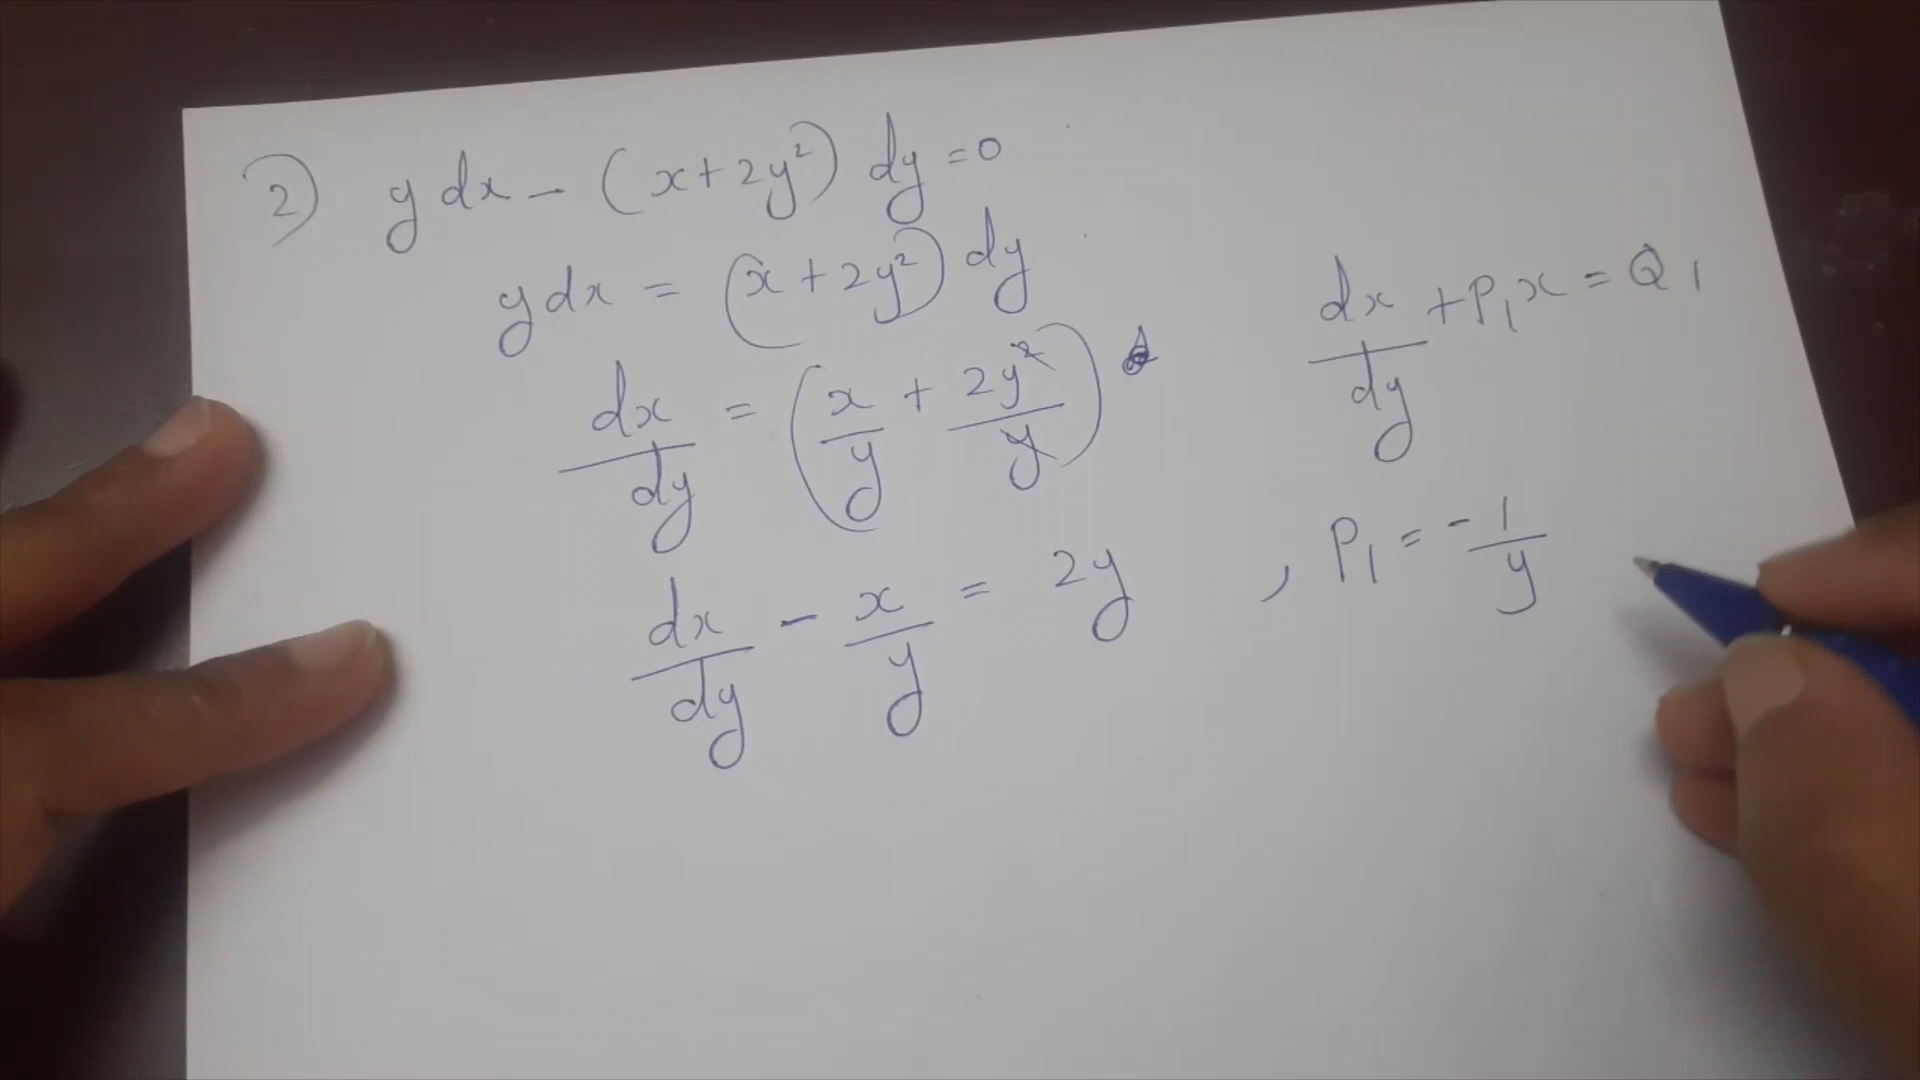 2) y dx - (x + 2y²) dy = 0
y dx = (x + 2y²) dy
dx/dy = (x/y + 2y²/y)
dx/dy + P₁x = Q₁
dx/dy - x/y = 2y , P₁ = -1/y